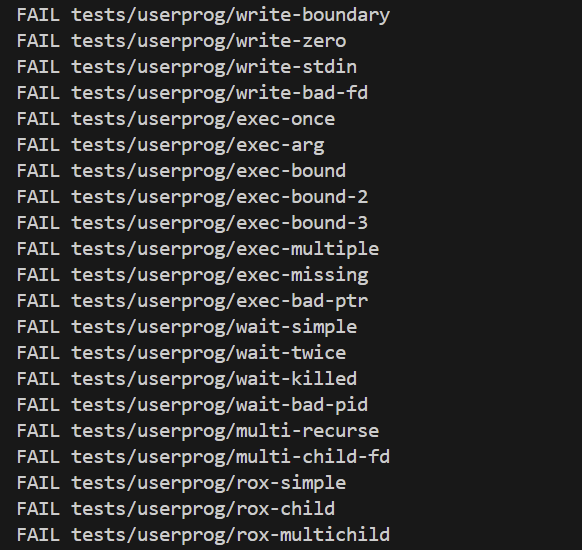 FAIL tests/userprog/write-boundary
FAIL tests/userprog/write-zero
FAIL tests/userprog/write-stdin
FAIL tests/userprog/write-bad-fd
FAIL tests/userprog/exec-once
FAIL tests/userprog/exec-arg
FAIL tests/userprog/exec-bound
FAIL tests/userprog/exec-bound-2
FAIL tests/userprog/exec-bound-3
FAIL tests/userprog/exec-multiple
FAIL tests/userprog/exec-missing
FAIL tests/userprog/exec-bad-ptr
FAIL tests/userprog/wait-simple
FAIL tests/userprog/wait-twice
FAIL tests/userprog/wait-killed
FAIL tests/userprog/wait-bad-pid
FAIL tests/userprog/multi-recurse
FAIL tests/userprog/multi-child-fd
FAIL tests/userprog/rox-simple
FAIL tests/userprog/rox-child
FAIL tests/userprog/rox-multichild